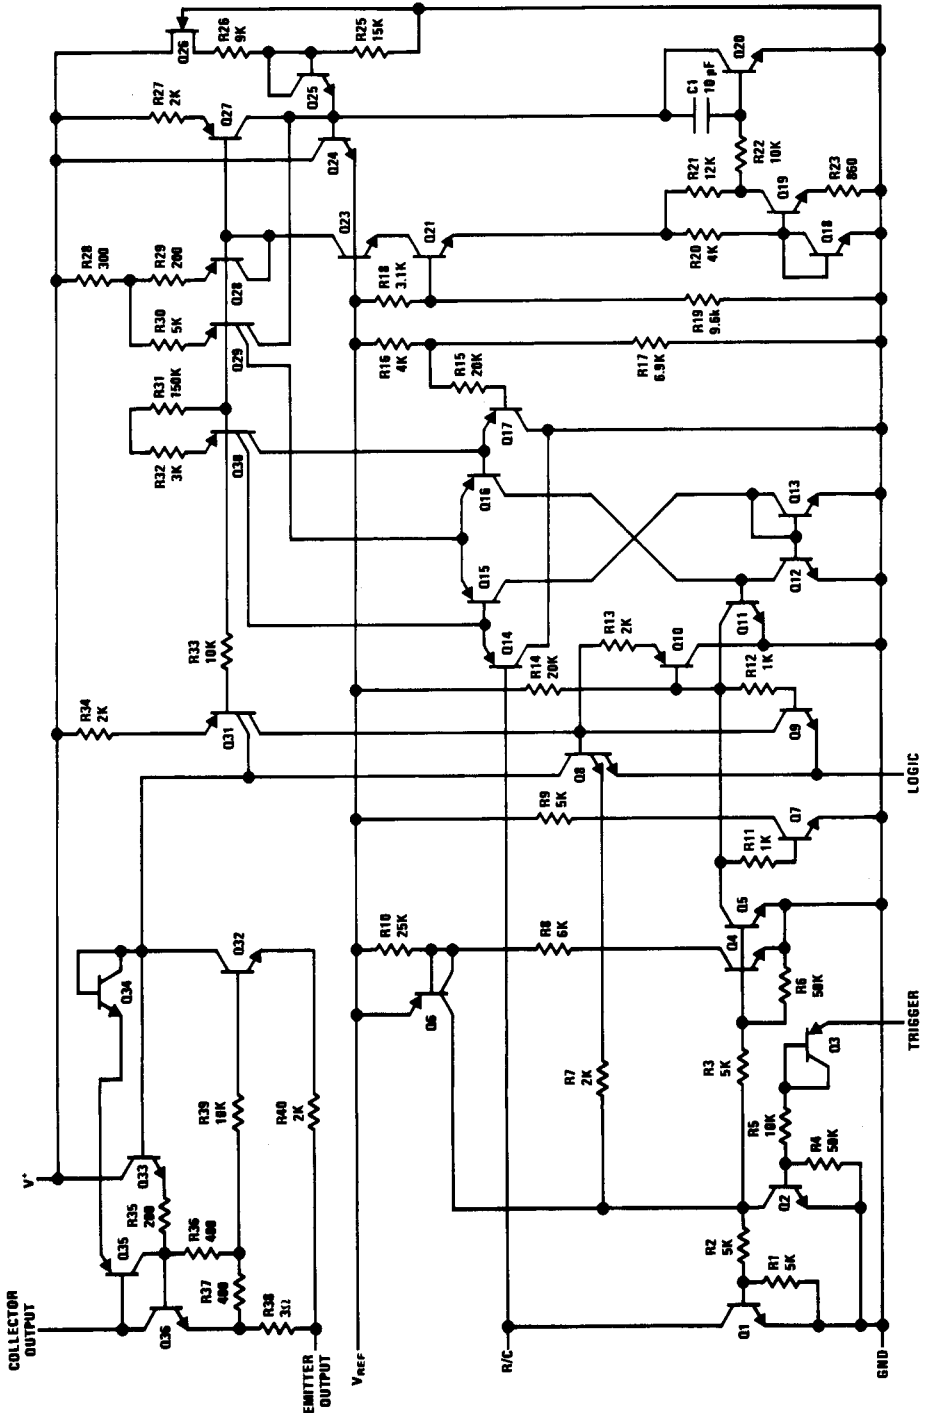 COLLECTOR
OUTPUT
V+
EMITTER
OUTPUT
VREF
R/C
GND
TRIGGER
LOGIC
Q36
Q35
R35
200
R36
400
R37
400
R38
3Ω
Q33
Q34
R39
10K
R40
2K
Q32
R34
2K
Q31
R33
10K
R32
3K
R31
150K
Q30
R30
5K
Q29
R28
300
R29
200
Q28
R27
2K
Q27
Q26
R26
9K
R25
15K
Q25
Q24
Q23
Q21
R18
3.1K
R16
4K
R15
20K
R17
6.9K
R19
9.6k
R20
4K
R21
12K
R22
10K
C1
10 pF
Q20
Q19
R23
860
Q18
Q17
Q16
Q15
Q14
Q13
Q12
Q11
R13
2K
Q10
R14
20K
R12
1K
Q9
Q8
R9
5K
R11
1K
Q7
R10
25K
Q6
R8
6K
Q5
Q4
R6
50K
R7
2K
R3
5K
Q3
R5
10K
R4
50K
Q2
R2
5K
R1
5K
Q1